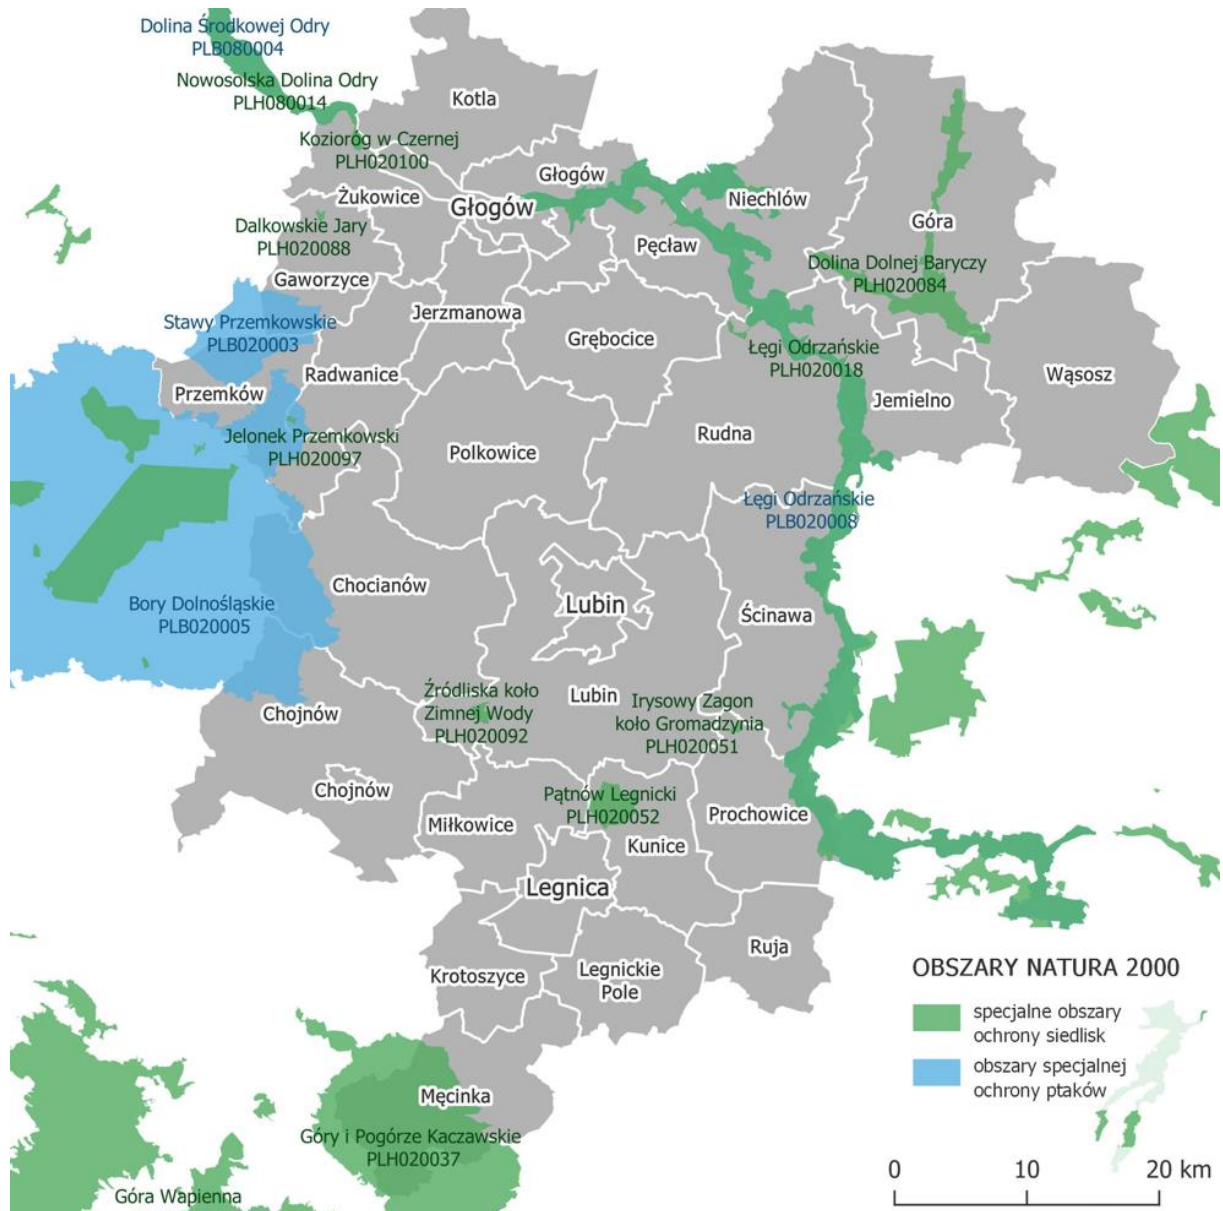 Dolina Środkowej Odry
PLB080004
Nowosolska Dolina Odry
PLH080014
Kotla
Kozioróg w Czernej
PLH020100
Głogów
Żukowice
Głogów
Niechlów
Dalkowskie Jary
PLH020088
Góra
Pęcław
Gaworzyce
Dolina Dolnej Baryczy
PLH020084
Jerzmanowa
Stawy Przemkowskie
PLB020003
Grębocice
Łęgi Odrzańskie
PLH020018
Radwanice
Wąsosz
Przemków
Jemielno
Jelonek Przemkowski
PLH020097
Polkowice
Rudna
Łęgi Odrzańskie
PLB020008
Chocianów
Bory Dolnośląskie
PLB020005
Lubin
Ścinawa
Źródliska koło
Zimnej Wody
PLH020092
Lubin
Irysowy Zagon
koło Gromadzynia
PLH020051
Chojnów
Chojnów
Pątnów Legnicki
PLH020052
Miłkowice
Prochowice
Kunice
Legnica
Ruja
Krotoszyce
Legnickie
Pole
Męcinka
Góry i Pogórze Kaczawskie
PLH020037
Góra Wapienna
OBSZARY NATURA 2000
specjalne obszary
ochrony siedlisk
obszary specjalnej
ochrony ptaków
0 10 20 km